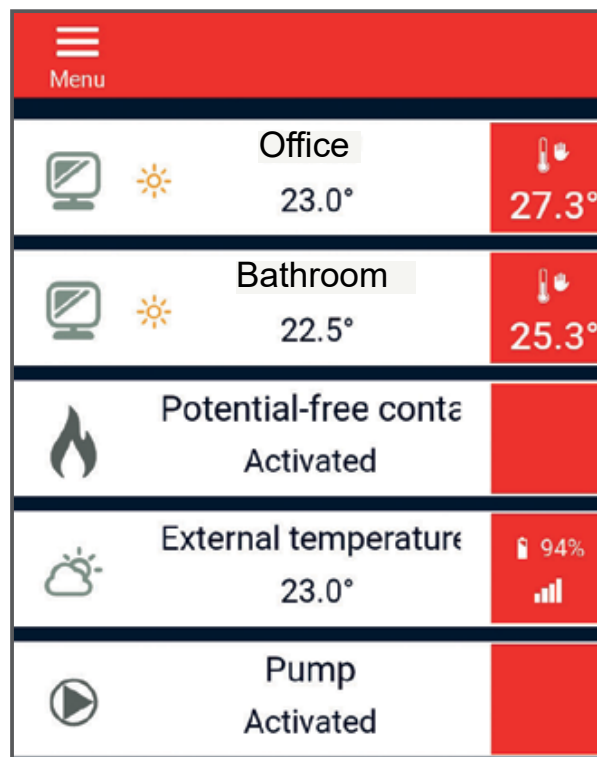 Menu
Office
23.0°
27.3°
Bathroom
22.5°
25.3°
Potential-free conta
Activated
External temperature
23.0°
94%
Pump
Activated